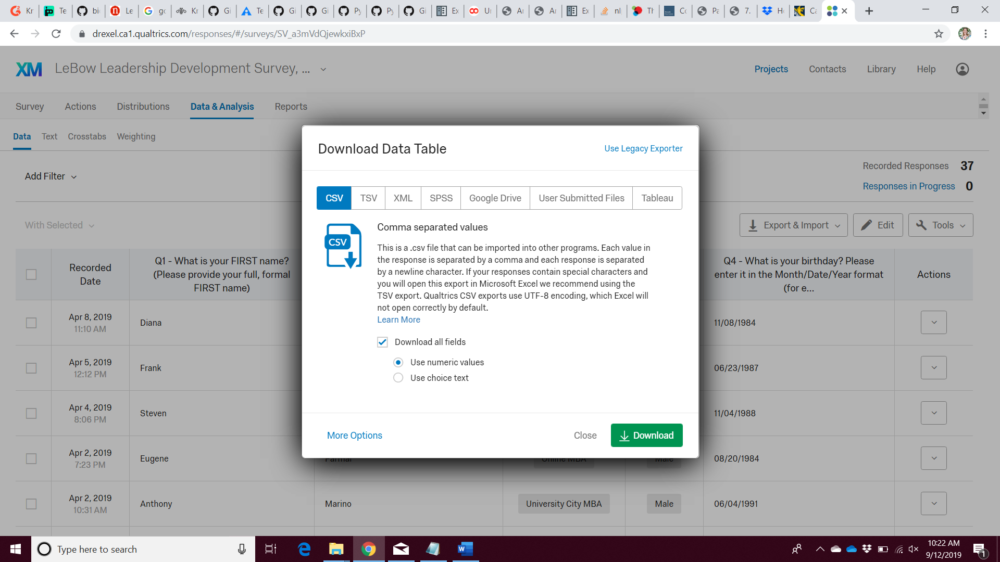 Kr
Te
bi
Le
go
Kr
Gi
Te
Gi
Gi
Py
Py
Gi
Ex
Ur
Ar
Ar
Ex
nl
Th
Co
Pa
7.
Ho
Ca
drexel.ca1.qualtrics.com/responses/#/surveys/SV_a3mVdQjewkxiBxP
XM
LeBow Leadership Development Survey, ...
Projects
Contacts
Library
Help
Survey
Actions
Distributions
Data & Analysis
Reports
Data
Text
Crosstabs
Weighting
Add Filter
Recorded Responses 37
Responses in Progress 0
With Selected
Export & Import
Edit
Tools
Recorded
Date
Q1 - What is your FIRST name?
(Please provide your full, formal
FIRST name)
Q4 - What is your birthday? Please
enter it in the Month/Date/Year format
(for e...
Actions
Apr 8, 2019
11:10 AM
Diana
11/08/1984
Apr 5, 2019
12:12 PM
Frank
06/23/1987
Apr 4, 2019
8:06 PM
Steven
11/04/1988
Apr 2, 2019
7:23 PM
Eugene
Online MBA
Male
08/20/1984
Apr 2, 2019
10:31 AM
Anthony
Marino
University City MBA
Male
06/04/1991
Download Data Table
Use Legacy Exporter
CSV
TSV
XML
SPSS
Google Drive
User Submitted Files
Tableau
CSV
Comma separated values
This is a .csv file that can be imported into other programs. Each value in
the response is separated by a comma and each response is separated
by a newline character. If your responses contain special characters and
you will open this export in Microsoft Excel we recommend using the
TSV export. Qualtrics CSV exports use UTF-8 encoding, which Excel will
not open correctly by default.
Learn More
Download all fields
Use numeric values
Use choice text
More Options
Close
Download
Type here to search
10:22 AM
9/12/2019
1